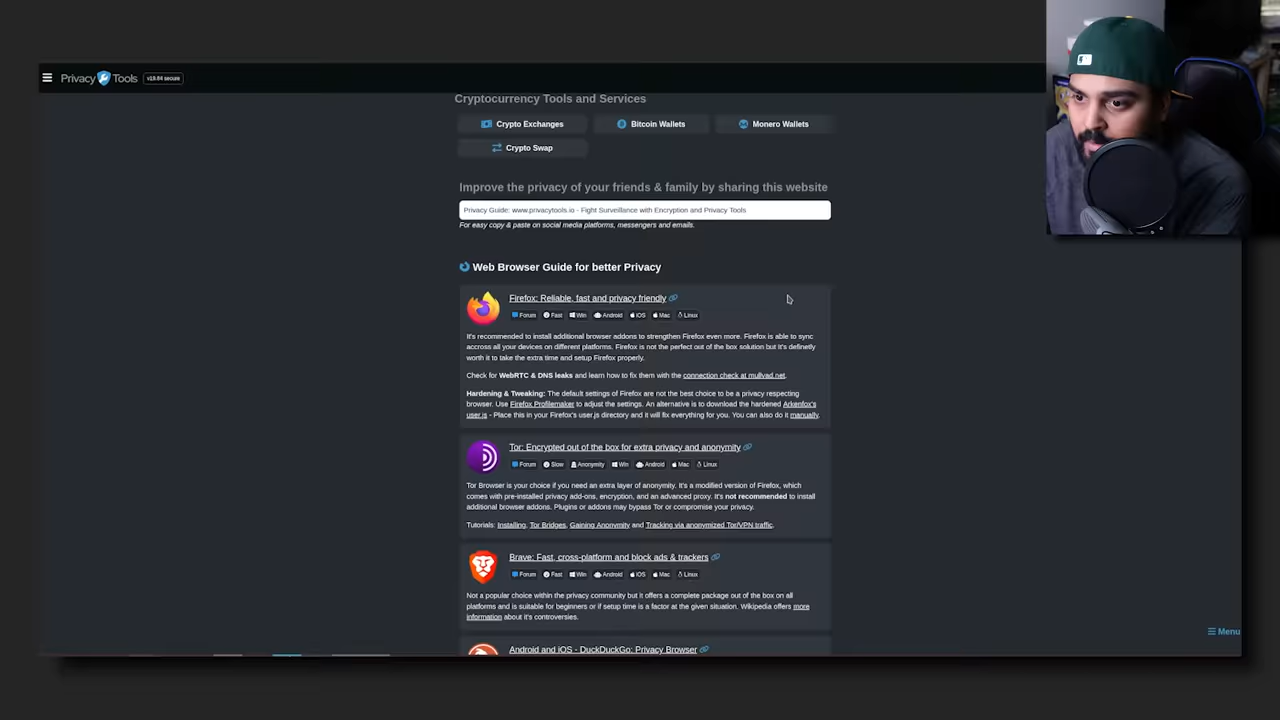 Privacy Tools v19.84 secure
Cryptocurrency Tools and Services
Crypto Exchanges Bitcoin Wallets Monero Wallets
Crypto Swap
Improve the privacy of your friends & family by sharing this website
Privacy Guide: www.privacytools.io - Fight Surveillance with Encryption and Privacy Tools
For easy copy & paste on social media platforms, messengers and emails.
Web Browser Guide for better Privacy
Firefox: Reliable, fast and privacy friendly
Forum Fast Win Android iOS Mac Linux
It's recommended to install additional browser addons to strengthen Firefox even more. Firefox is able to sync
accross all your devices on different platforms. Firefox is not the perfect out of the box solution but it's definetly
worth it to take the extra time and setup Firefox properly.
Check for WebRTC & DNS leaks and learn how to fix them with the connection check at mullvad.net.
Hardening & Tweaking: The default settings of Firefox are not the best choice to be a privacy respecting
browser. Use Firefox Profilemaker to adjust the settings. An alternative is to download the hardened Arkenfox's
user.js - Place this in your Firefox's user.js directory and it will fix everything for you. You can also do it manually.
Tor: Encrypted out of the box for extra privacy and anonymity
Forum Slow Anonymity Win Android Mac Linux
Tor Browser is your choice if you need an extra layer of anonymity. It's a modified version of Firefox, which
comes with pre-installed privacy add-ons, encryption, and an advanced proxy. It's not recommended to install
additional browser addons. Plugins or addons may bypass Tor or compromise your privacy.
Tutorials: Installing, Tor Bridges, Gaining Anonymity and Tracking via anonymized Tor/VPN traffic.
Brave: Fast, cross-platform and block ads & trackers
Forum Fast Win Android iOS Mac Linux
Not a popular choice within the privacy community but it offers a complete package out of the box on all
platforms and is suitable for beginners or if setup time is a factor at the given situation. Wikipedia offers more
information about it's controversies.
Menu
Android and iOS - DuckDuckGo: Privacy Browser